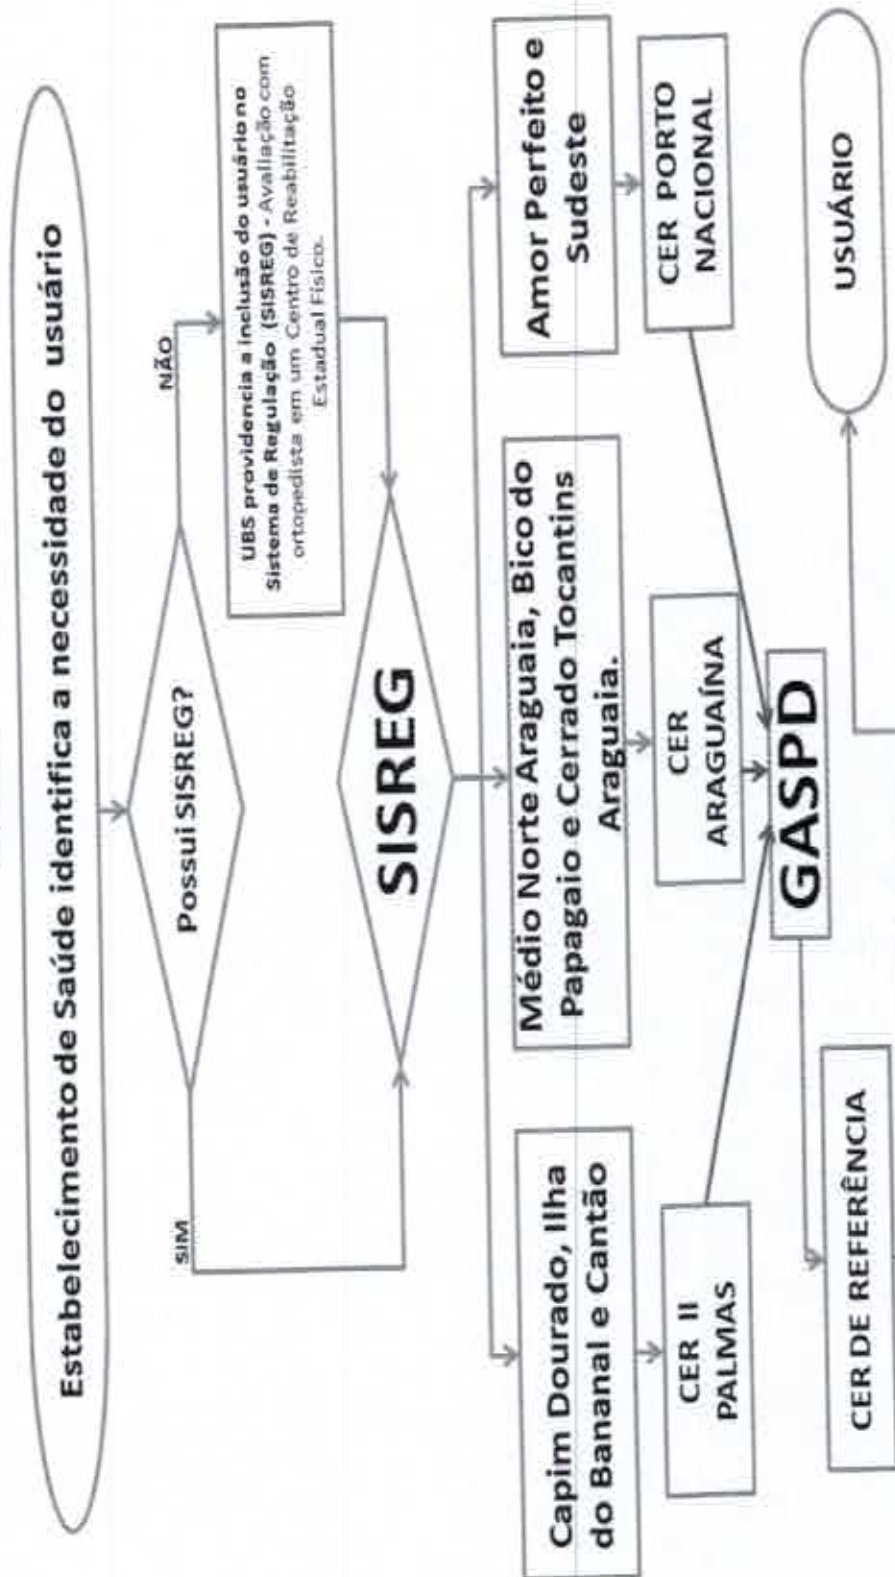 Estabelecimento de Saúde identifica a necessidade do usuário
Possui SISREG?
SIM
NÃO
UBS providencia a inclusão do usuário no
Sistema de Regulação (SISREG) - Avaliação com
ortopedista em um Centro de Reabilitação
Estadual Físico.
SISREG
Capim Dourado, Ilha
do Bananal e Cantão
Médio Norte Araguaia, Bico do
Papagaio e Cerrado Tocantins
Araguaia.
Amor Perfeito e
Sudeste
CER II
PALMAS
CER
ARAGUAÍNA
CER PORTO
NACIONAL
GASPD
CER DE REFERÊNCIA
USUÁRIO